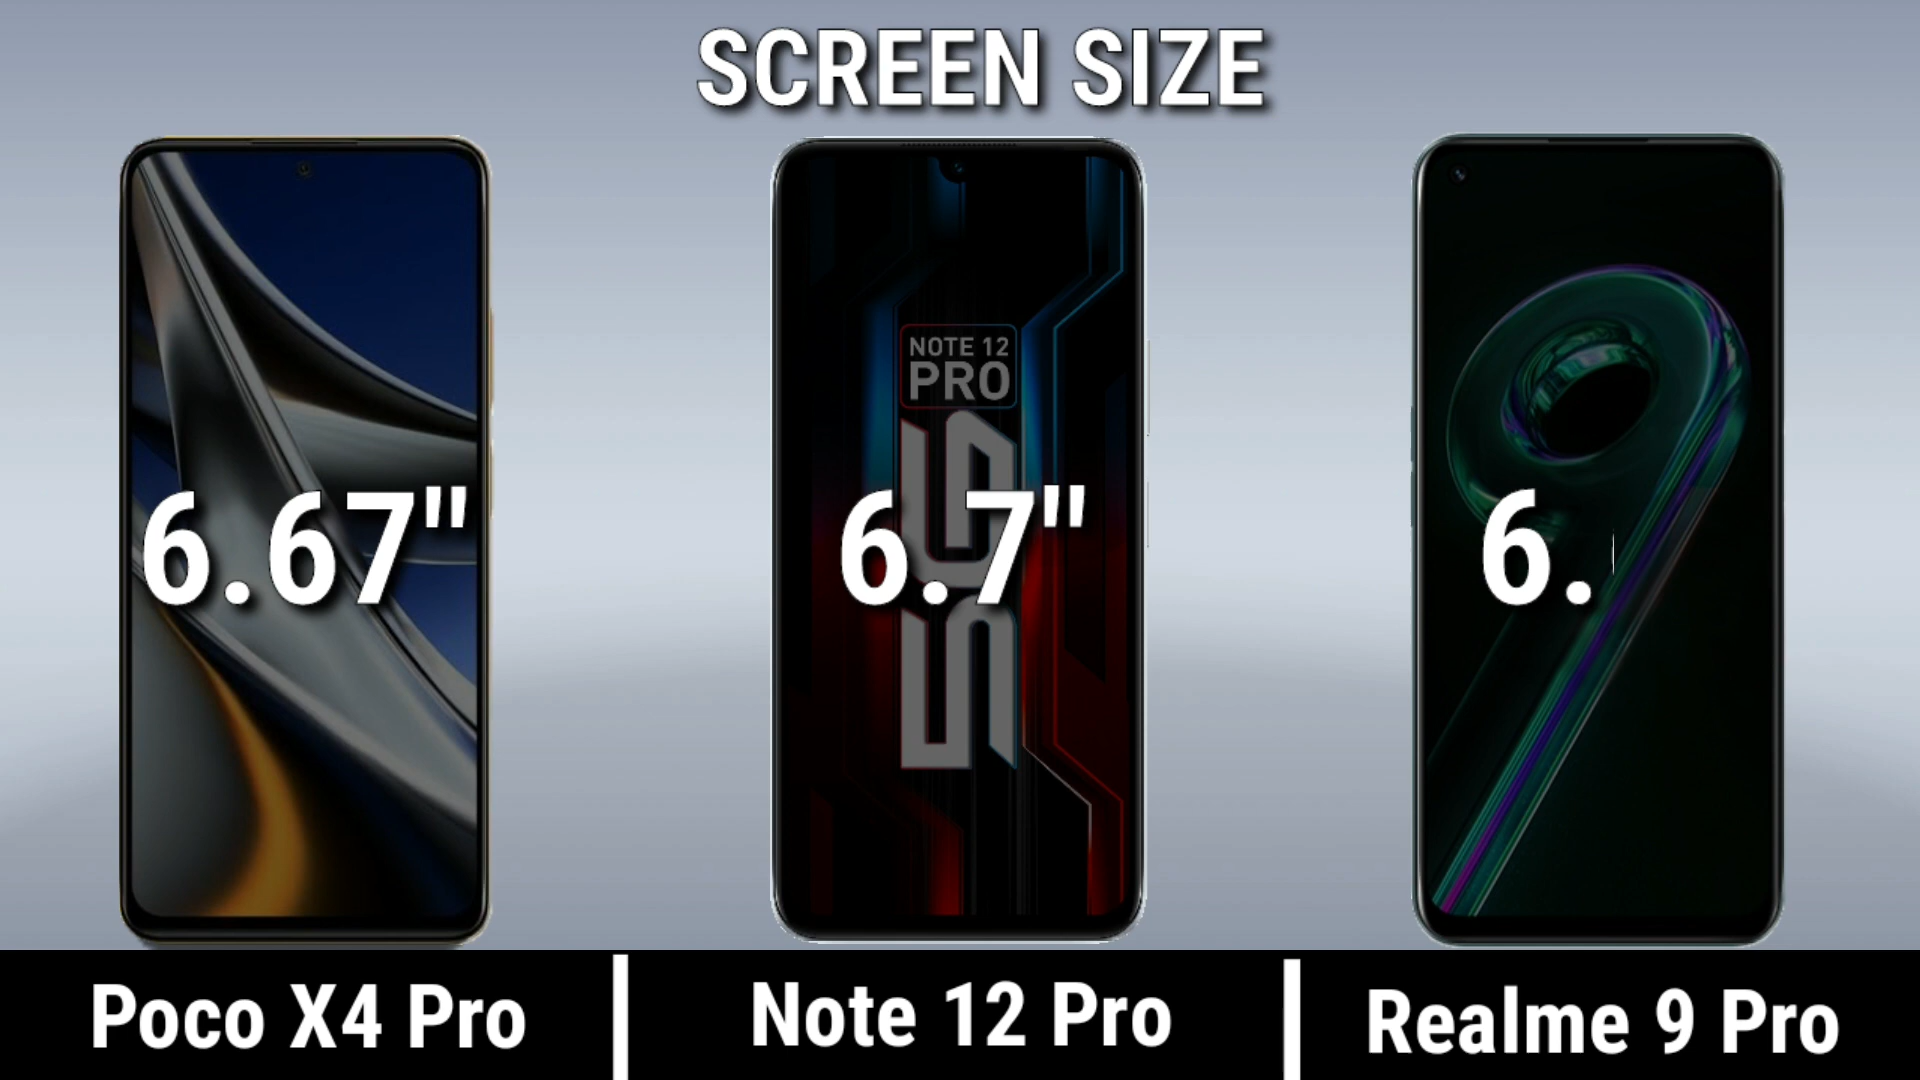 SCREEN SIZE
NOTE 12
PRO
5G
6.67"
6.7"
6.
Poco X4 Pro
Note 12 Pro
Realme 9 Pro